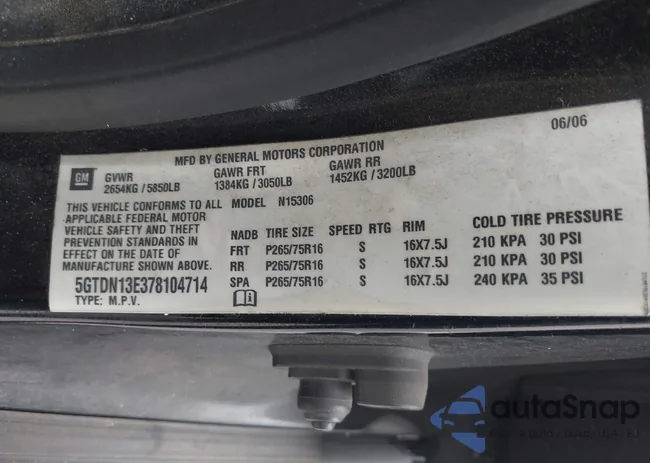 06/06
MFD BY GENERAL MOTORS CORPORATION
GM
GVWR GAWR FRT GAWR RR
2654KG / 5850LB 1384KG / 3050LB 1452KG / 3200LB
THIS VEHICLE CONFORMS TO ALL MODEL N15306
APPLICABLE FEDERAL MOTOR
VEHICLE SAFETY AND THEFT
PREVENTION STANDARDS IN
EFFECT ON THE DATE OF
MANUFACTURE SHOWN ABOVE.
5GTDN13E378104714
TYPE: M.P.V.
NADB TIRE SIZE SPEED RTG RIM COLD TIRE PRESSURE
FRT P265/75R16 S 16X7.5J 210 KPA 30 PSI
RR P265/75R16 S 16X7.5J 210 KPA 30 PSI
SPA P265/75R16 S 16X7.5J 240 KPA 35 PSI
autoSnap